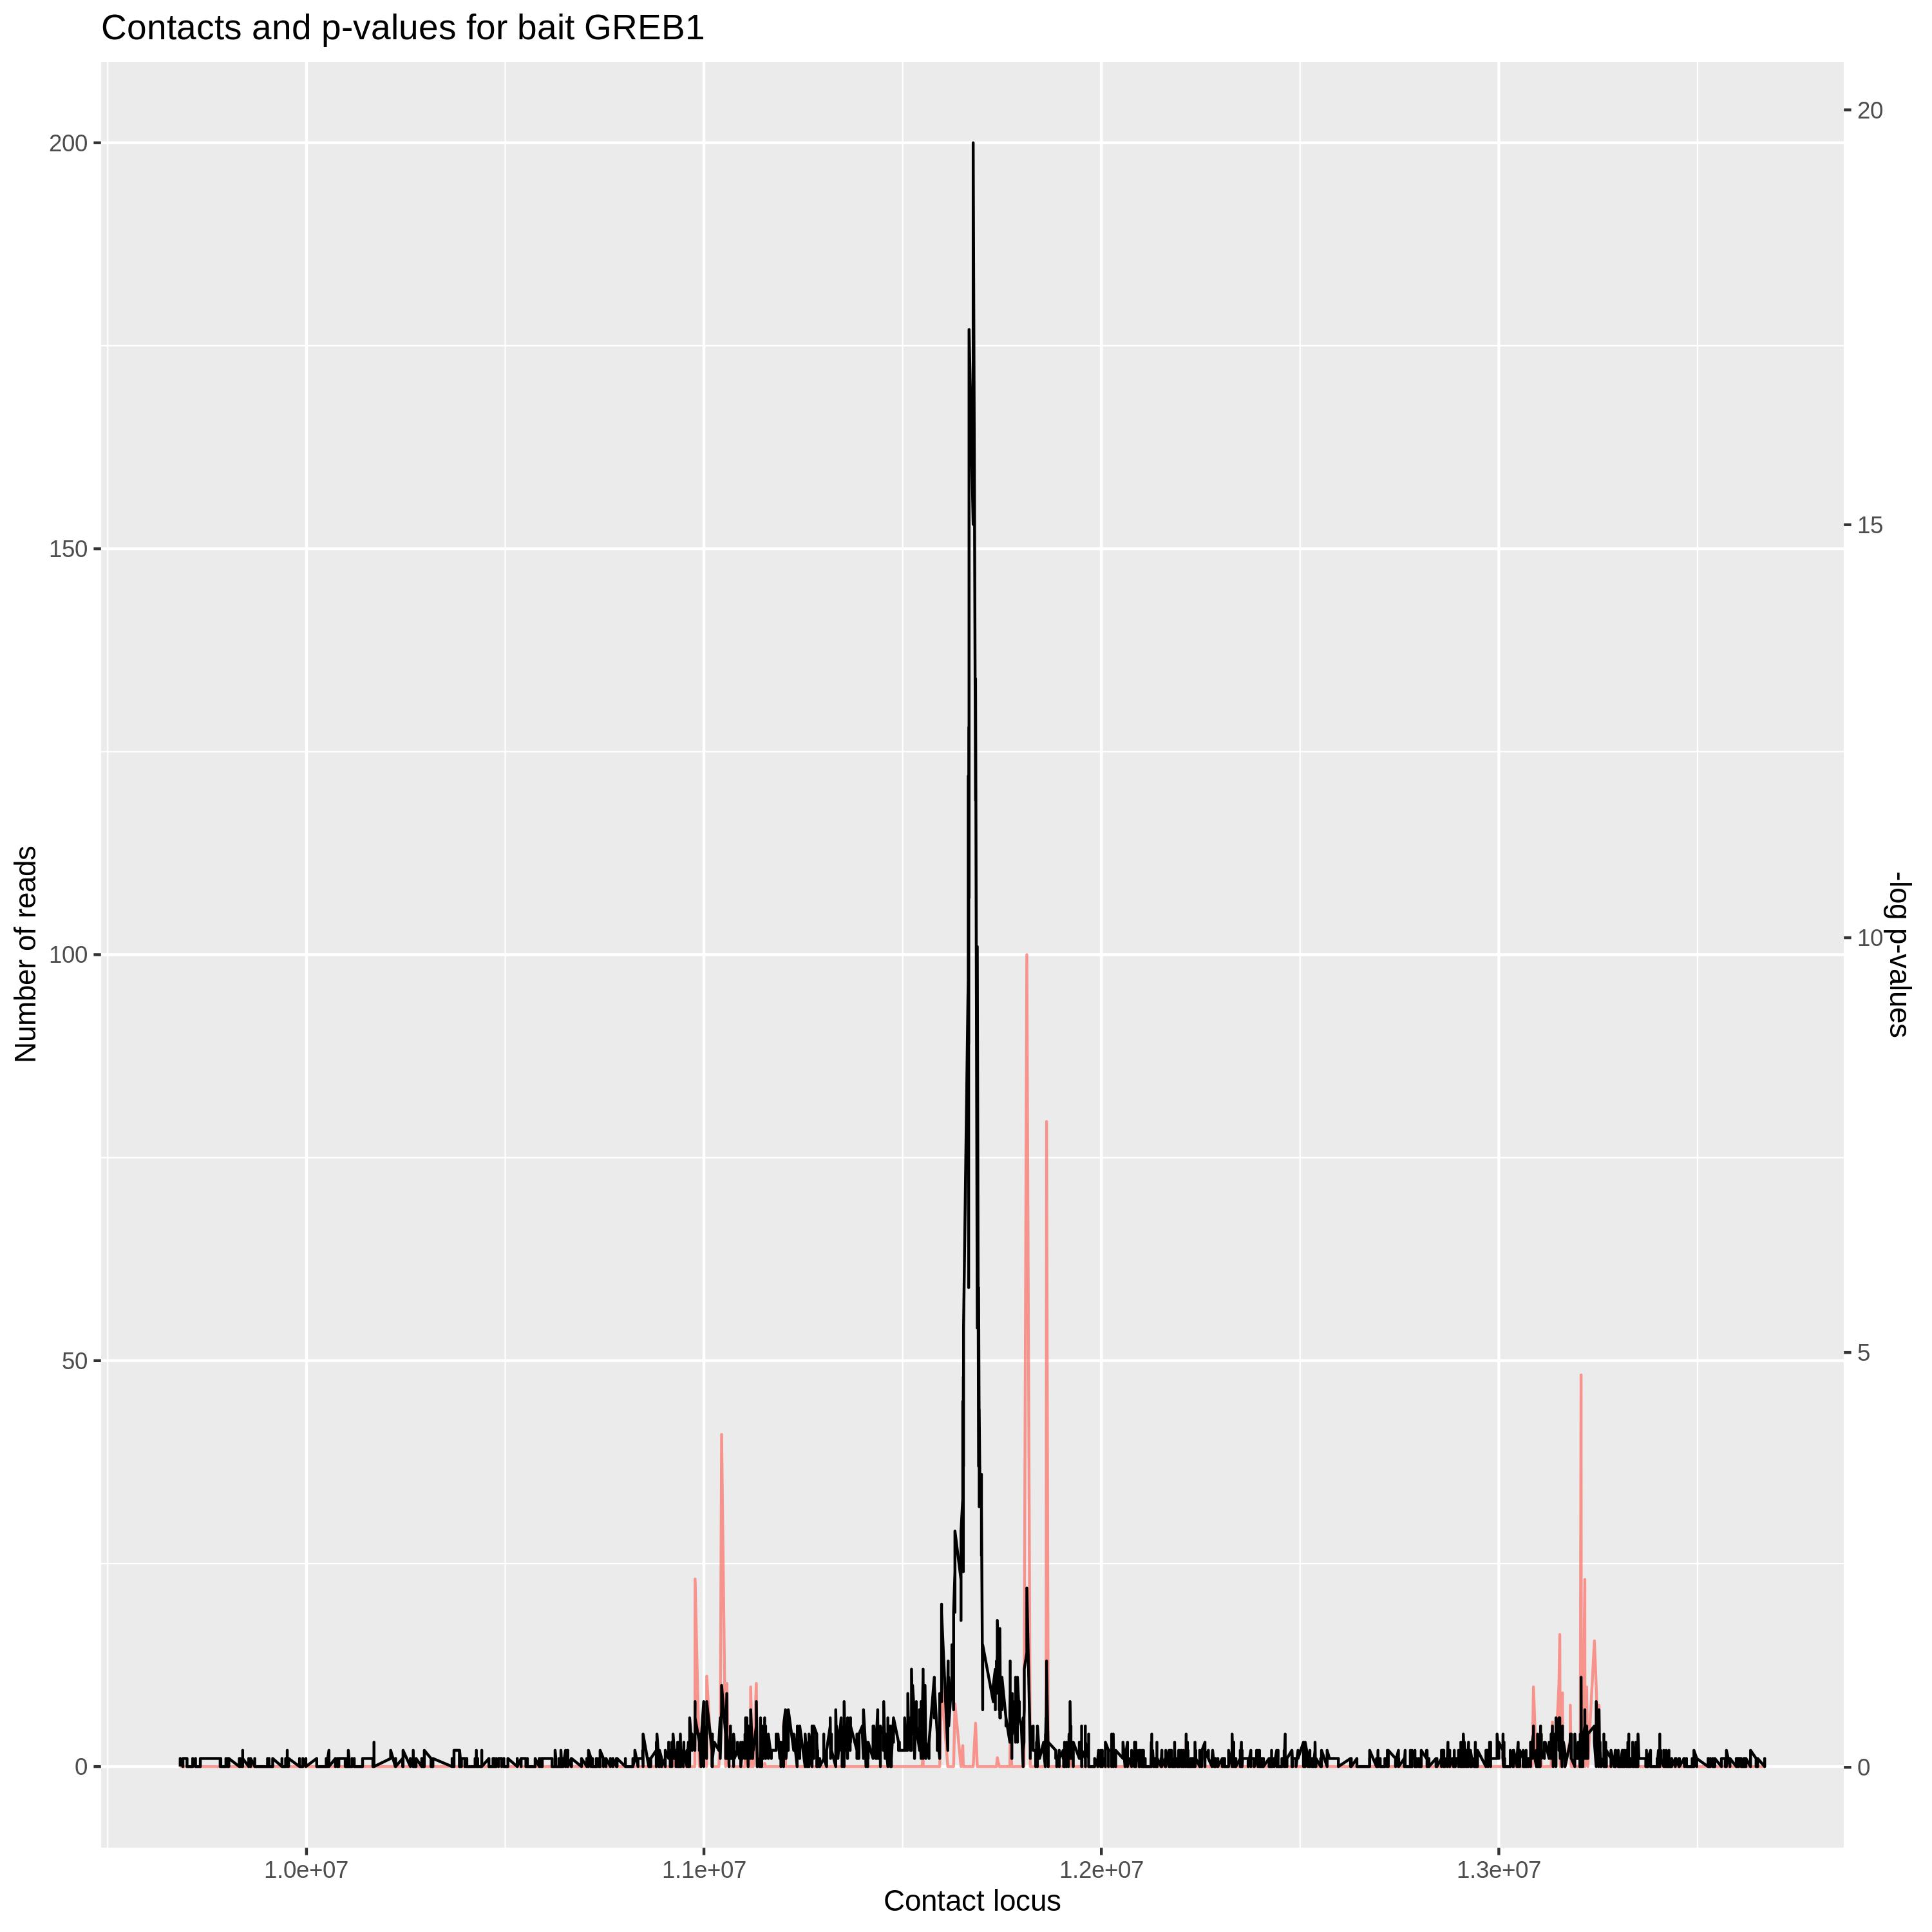 Contacts and p-values for bait GREB1
200
150
100
50
0
20
15
10
5
0
Number of reads
-log p-values
1.0e+07
1.1e+07
1.2e+07
1.3e+07
Contact locus